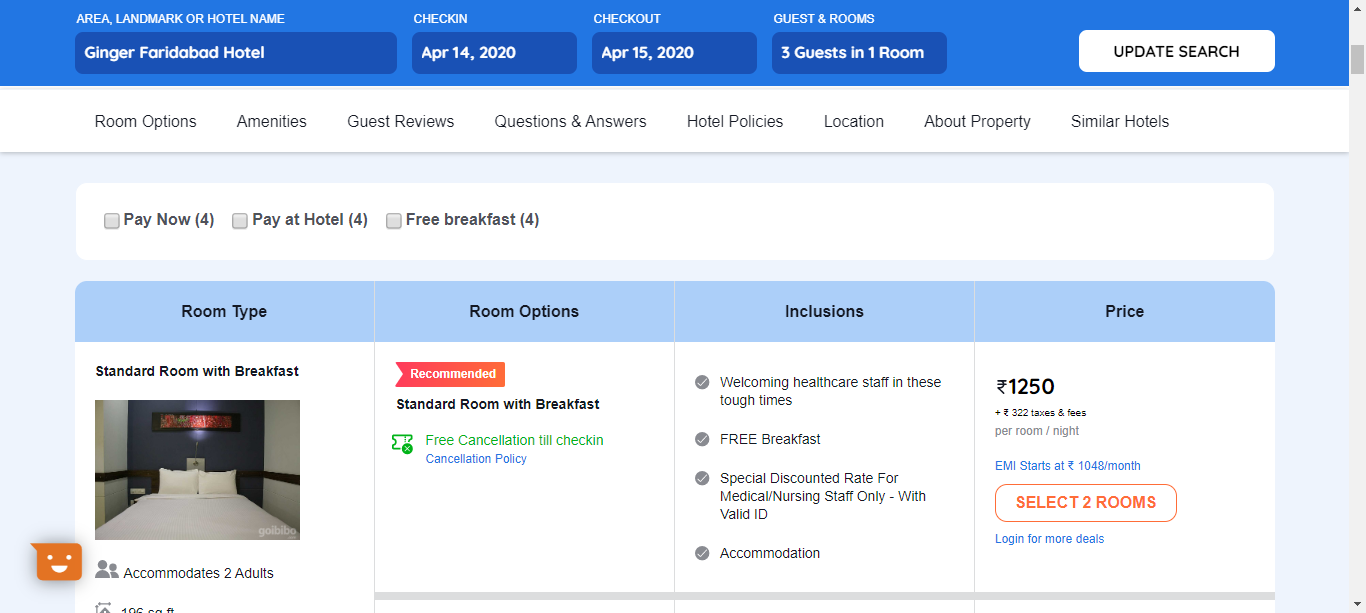 AREA, LANDMARK OR HOTEL NAME
CHECKIN
CHECKOUT
GUEST & ROOMS
Ginger Faridabad Hotel
Apr 14, 2020
Apr 15, 2020
3 Guests in 1 Room
UPDATE SEARCH
Room Options
Amenities
Guest Reviews
Questions & Answers
Hotel Policies
Location
About Property
Similar Hotels
Pay Now (4)
Pay at Hotel (4)
Free breakfast (4)
Room Type
Room Options
Inclusions
Price
Standard Room with Breakfast
goibibo
Accommodates 2 Adults
196 sq.ft
Recommended
Standard Room with Breakfast
Free Cancellation till checkin
Cancellation Policy
Welcoming healthcare staff in these
tough times
FREE Breakfast
Special Discounted Rate For
Medical/Nursing Staff Only - With
Valid ID
Accommodation
₹1250
+ ₹ 322 taxes & fees
per room / night
EMI Starts at ₹ 1048/month
SELECT 2 ROOMS
Login for more deals